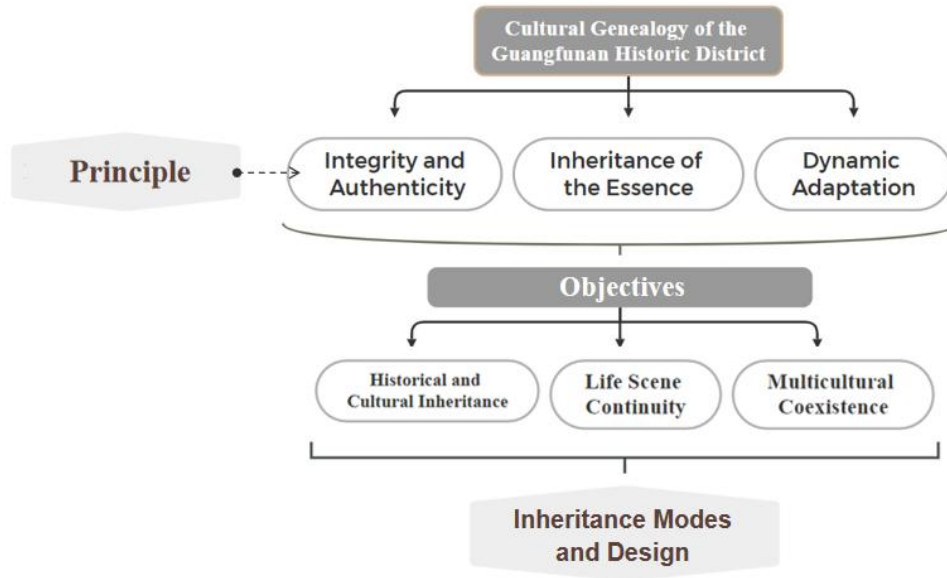 Cultural Genealogy of the
Guangfunan Historic District
Principle
Integrity and
Authenticity
Inheritance of
the Essence
Dynamic
Adaptation
Objectives
Historical and
Cultural Inheritance
Life Scene
Continuity
Multicultural
Coexistence
Inheritance Modes
and Design